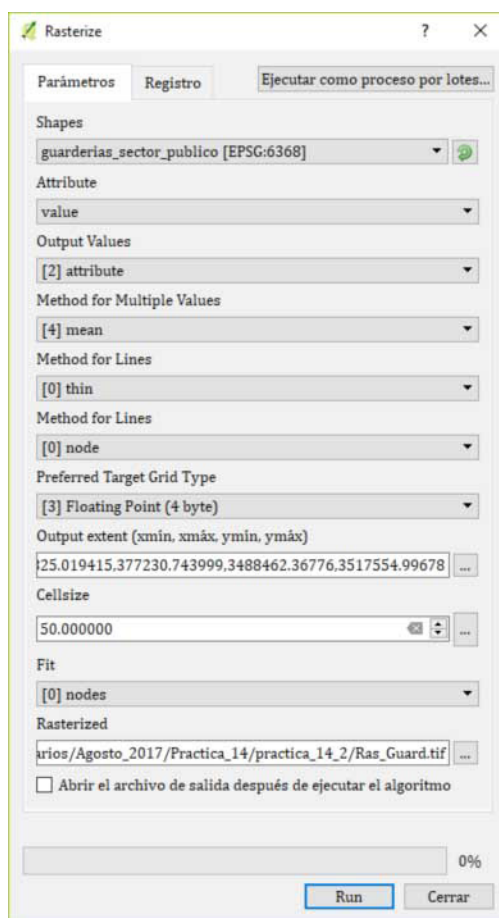 Rasterize
?
Parámetros
Registro
Ejecutar como proceso por lotes...
Shapes
guarderias_sector_publico [EPSG:6368]
Attribute
value
Output Values
[2] attribute
Method for Multiple Values
[4] mean
Method for Lines
[0] thin
Method for Lines
[0] node
Preferred Target Grid Type
[3] Floating Point (4 byte)
Output extent (xmín, xmáx, ymín, ymáx)
325.019415,377230.743999,3488462.36776,3517554.99678
...
Cellsize
50.000000
...
Fit
[0] nodes
Rasterized
arios/Agosto_2017/Practica_14/practica_14_2/Ras_Guard.tif
...
Abrir el archivo de salida después de ejecutar el algoritmo
0%
Run
Cerrar